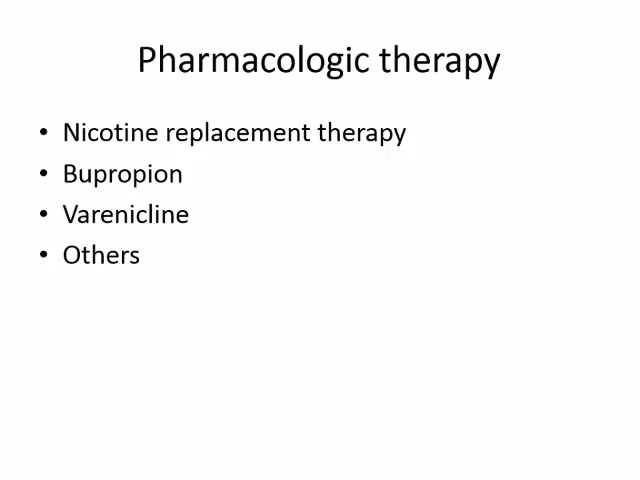 Pharmacologic therapy
• Nicotine replacement therapy
• Bupropion
• Varenicline
• Others